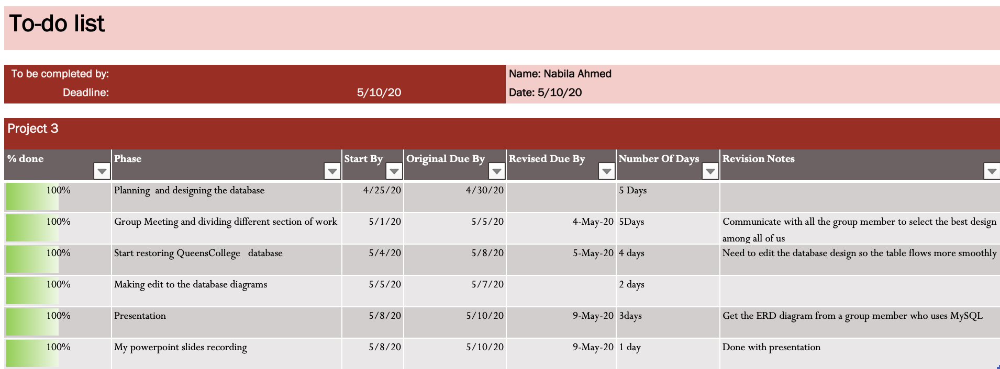 To-do list
To be completed by:
Name: Nabila Ahmed
Deadline: 5/10/20
Date: 5/10/20
Project 3
% done Phase Start By Original Due By Revised Due By Number Of Days Revision Notes
100% Planning  and designing the database 4/25/20 4/30/20 5 Days
100% Group Meeting and dividing different section of work 5/1/20 5/5/20 4-May-20 5Days Communicate with all the group member to select the best design
among all of us
100% Start restoring QueensCollege   database 5/4/20 5/8/20 5-May-20 4 days Need to edit the database design so the table flows more smoothly
100% Making edit to the database diagrams 5/5/20 5/7/20 2 days
100% Presentation 5/8/20 5/10/20 9-May-20 3days Get the ERD diagram from a group member who uses MySQL
100% My powerpoint slides recording 5/8/20 5/10/20 9-May-20 1 day Done with presentation